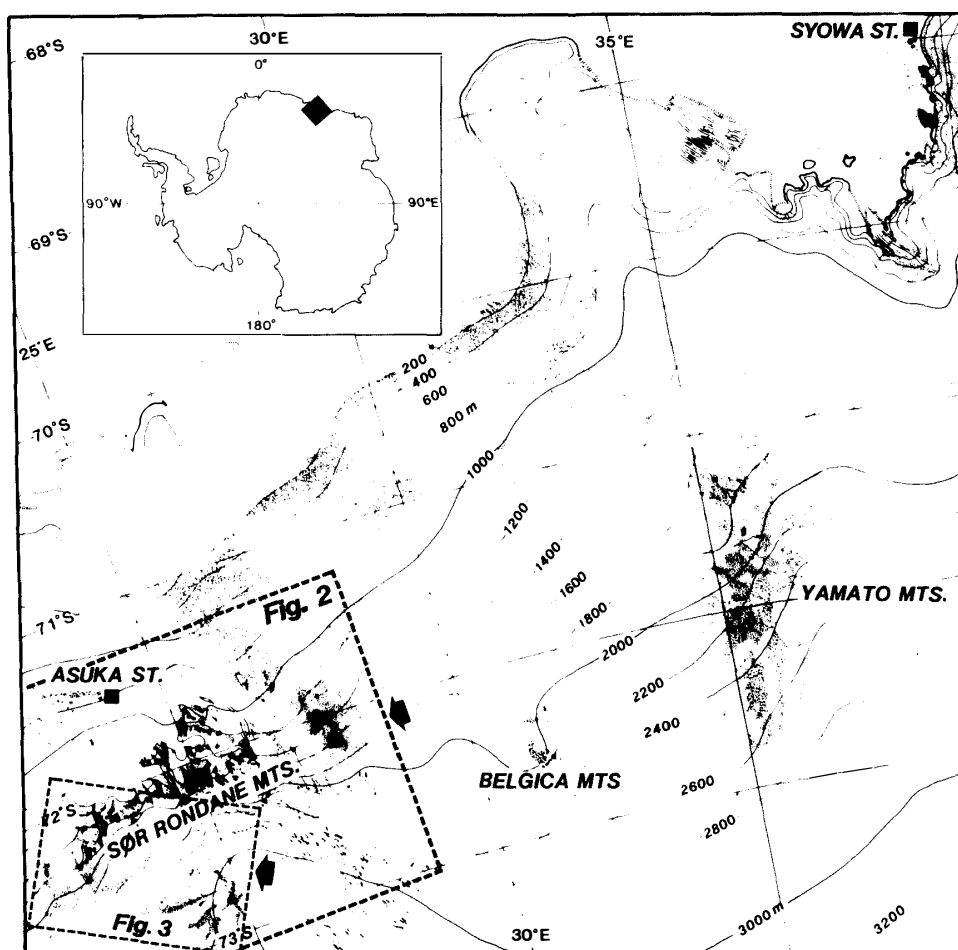 30°E
35°E
SYOWA ST.
68°S
0°
90°W
90°E
180°
69°S
25°E
70°S
200
400
600
800 m
1000
1200
1400
1600
1800
2000
2200
2400
2600
2800
3000 m
3200
71°S
Fig. 2
YAMATO MTS.
ASUKA ST.
BELGICA MTS
72°S
SØR RONDANE MTS.
Fig. 3
73°S
30°E